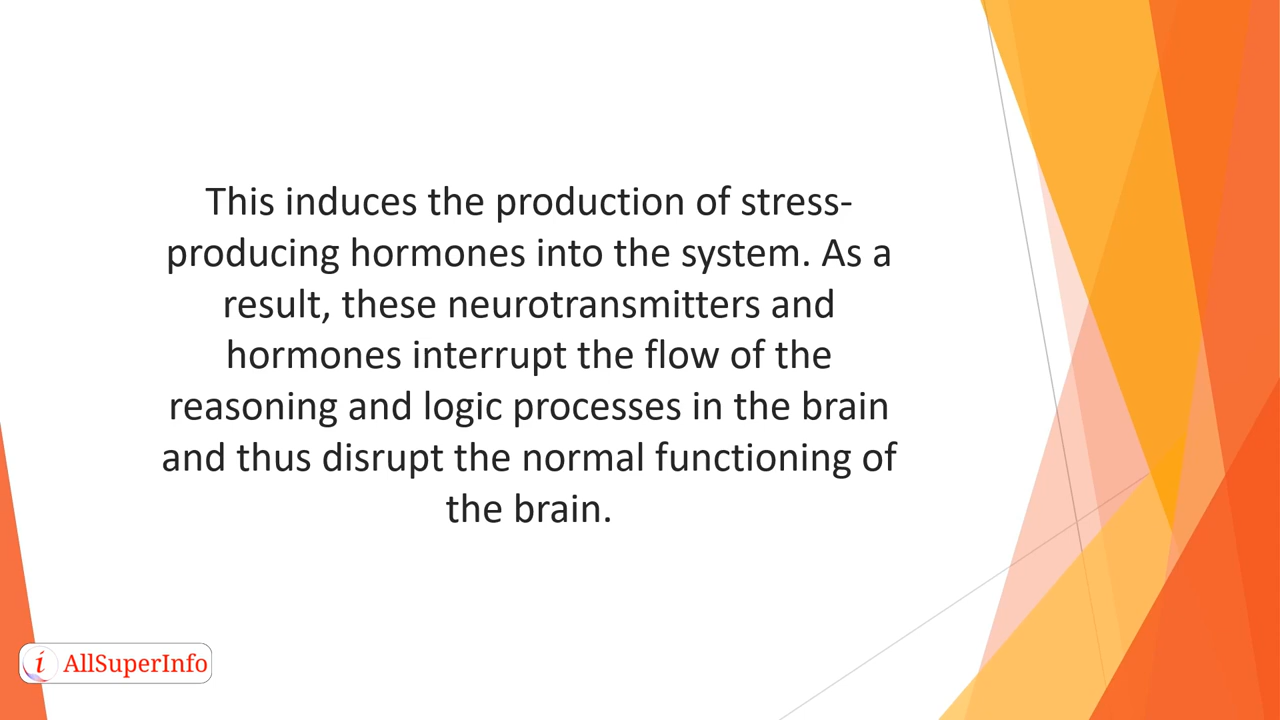 This induces the production of stress-
producing hormones into the system. As a
result, these neurotransmitters and
hormones interrupt the flow of the
reasoning and logic processes in the brain
and thus disrupt the normal functioning of
the brain.
i AllSuperInfo